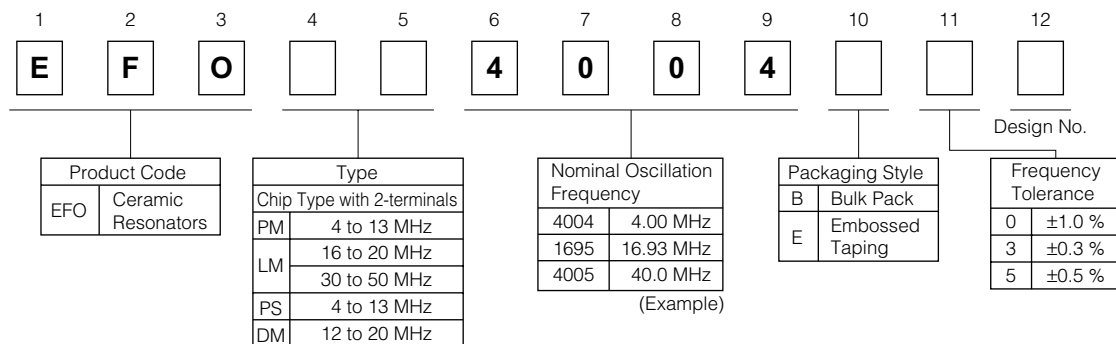 1 2 3 4 5 6 7 8 9 10 11 12
E F O 4 0 0 4
Design No.
Product Code
EFO Ceramic
Resonators
Type
Chip Type with 2-terminals
PM 4 to 13 MHz
LM 16 to 20 MHz
30 to 50 MHz
PS 4 to 13 MHz
DM 12 to 20 MHz
Nominal Oscillation
Frequency
4004 4.00 MHz
1695 16.93 MHz
4005 40.0 MHz
(Example)
Packaging Style
B Bulk Pack
E Embossed
Taping
Frequency
Tolerance
0 ±1.0 %
3 ±0.3 %
5 ±0.5 %